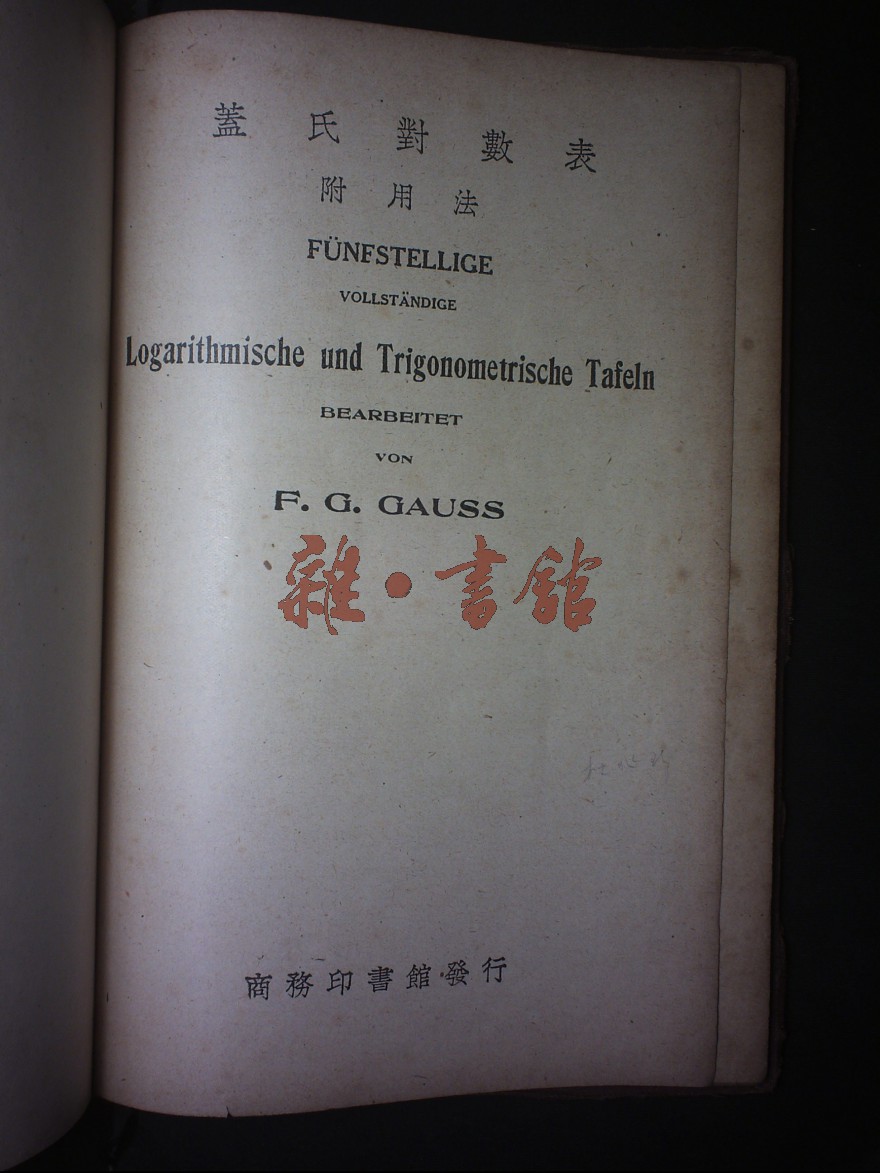 蓋氏對數表
附用法
FÜNFSTELLIGE
VOLLSTÄNDIGE
Logarithmische und Trigonometrische Tafeln
BEARBEITET
VON
F. G. GAUSS
雜·書館
商務印書館發行